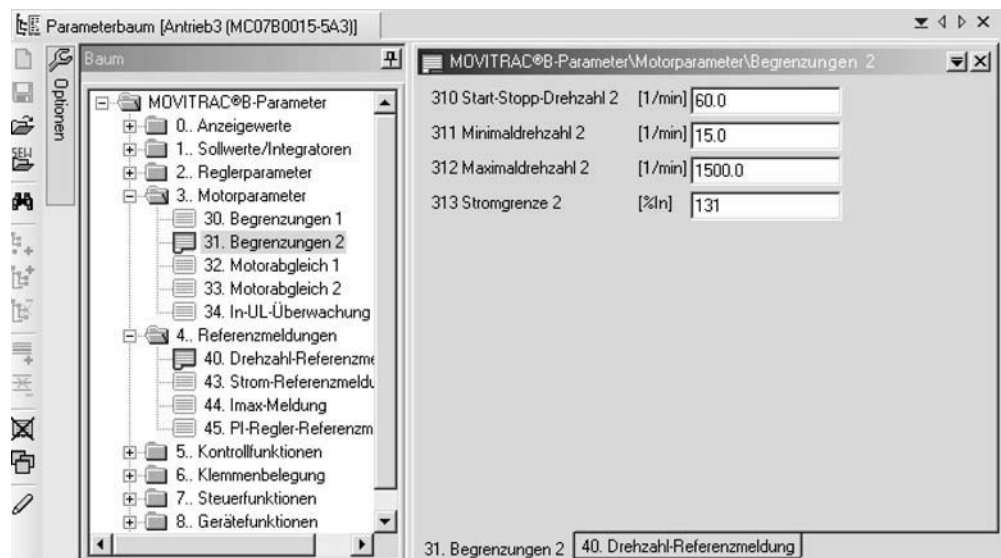 Parameterbaum [Antrieb3 (MC07B0015-5A3)]
Optionen
SEW
Baum
MOVITRAC®B-Parameter
0.. Anzeigewerte
1.. Sollwerte/Integratoren
2.. Reglerparameter
3.. Motorparameter
30. Begrenzungen 1
31. Begrenzungen 2
32. Motorabgleich 1
33. Motorabgleich 2
34. In-UL-Überwachung
4.. Referenzmeldungen
40. Drehzahl-Referenzme
43. Strom-Referenzmeldu
44. Imax-Meldung
45. PI-Regler-Referenzm
5.. Kontrollfunktionen
6.. Klemmenbelegung
7.. Steuerfunktionen
8.. Gerätefunktionen
MOVITRAC®B-Parameter\Motorparameter\Begrenzungen 2
310 Start-Stopp-Drehzahl 2 [1/min] 60.0
311 Minimaldrehzahl 2 [1/min] 15.0
312 Maximaldrehzahl 2 [1/min] 1500.0
313 Stromgrenze 2 [%In] 131
31. Begrenzungen 2
40. Drehzahl-Referenzmeldung